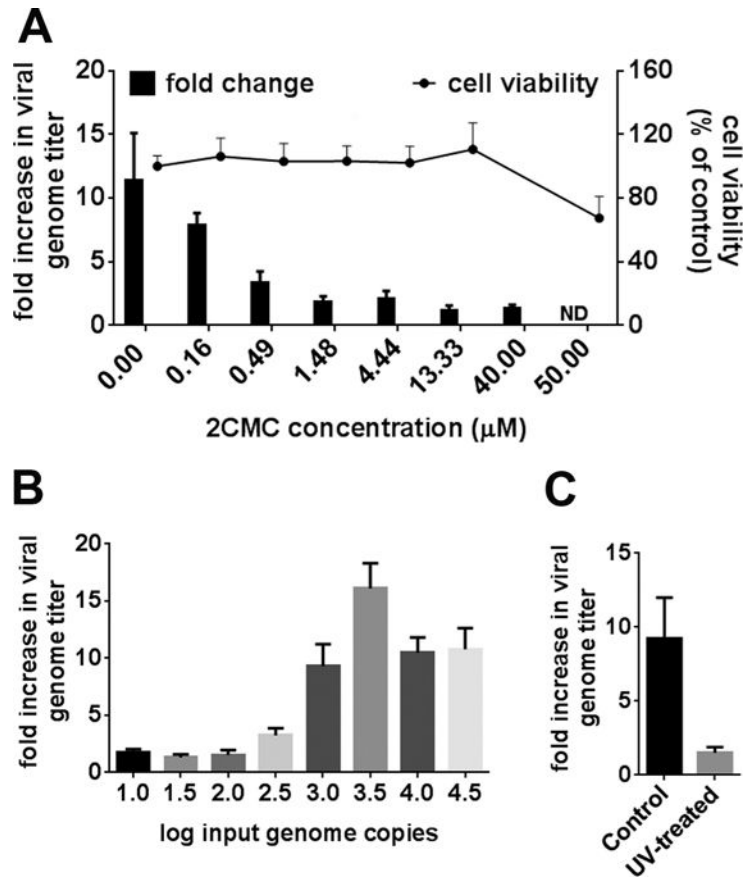 A
fold change
cell viability
fold increase in viral
genome titer
20
15
10
5
0
160
120
80
40
0
cell viability
(% of control)
ND
0.00
0.16
0.49
1.48
4.44
13.33
40.00
50.00
2CMC concentration (μM)
B
fold increase in viral
genome titer
20
15
10
5
0
1.0 1.5 2.0 2.5 3.0 3.5 4.0 4.5
log input genome copies
C
fold increase in viral
genome titer
15
10
5
0
Control
UV-treated